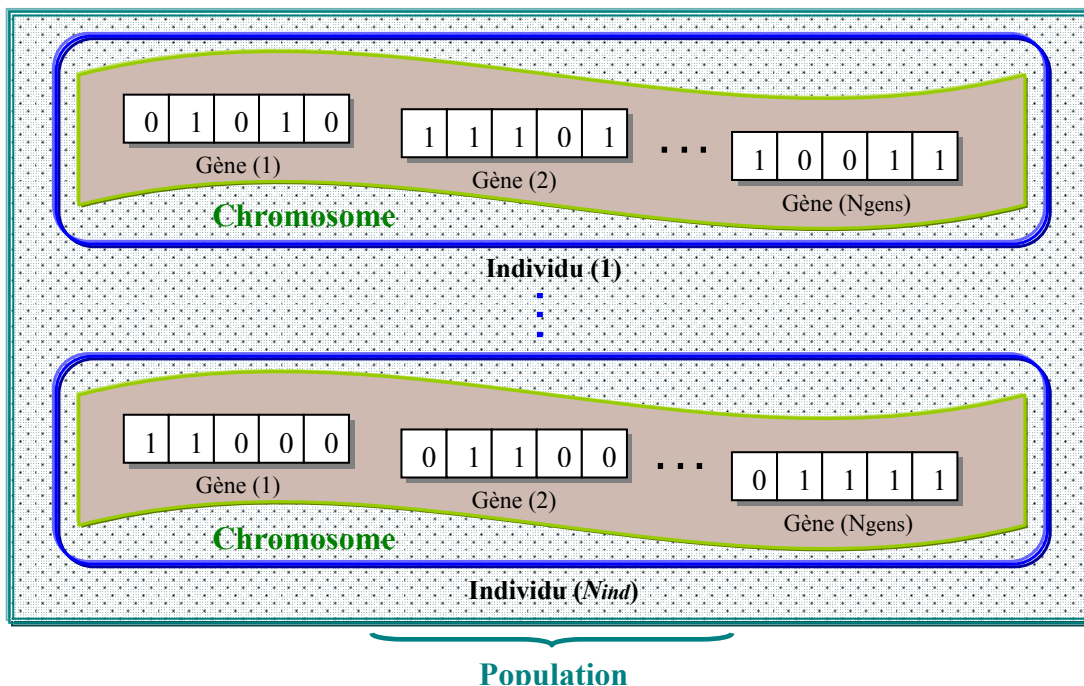 0 1 0 1 0
1 1 1 0 1
...
1 0 0 1 1
Gène (1)
Gène (2)
Gène (Ngens)
Chromosome
Individu (1)
1 1 0 0 0
0 1 1 0 0
...
0 1 1 1 1
Gène (1)
Gène (2)
Gène (Ngens)
Chromosome
Individu (Nind)
Population